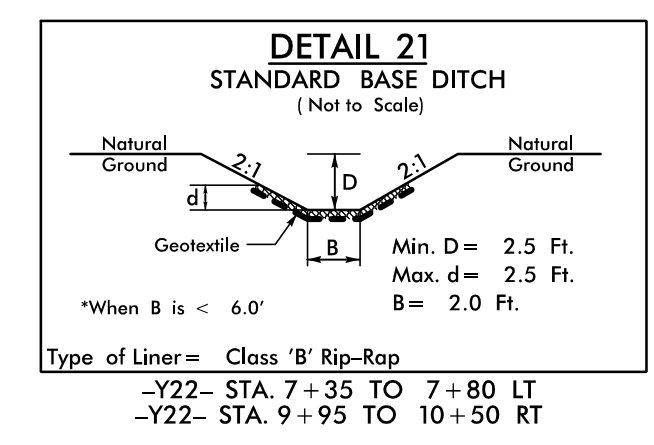 DETAIL 21
STANDARD BASE DITCH
( Not to Scale)
Natural
Ground
2:1
D
2:1
Natural
Ground
d
Geotextile
B
Min. D = 2.5 Ft.
Max. d = 2.5 Ft.
B = 2.0 Ft.
*When B is < 6.0'
Type of Liner = Class 'B' Rip-Rap
-Y22- STA. 7+35 TO 7+80 LT
-Y22- STA. 9+95 TO 10+50 RT